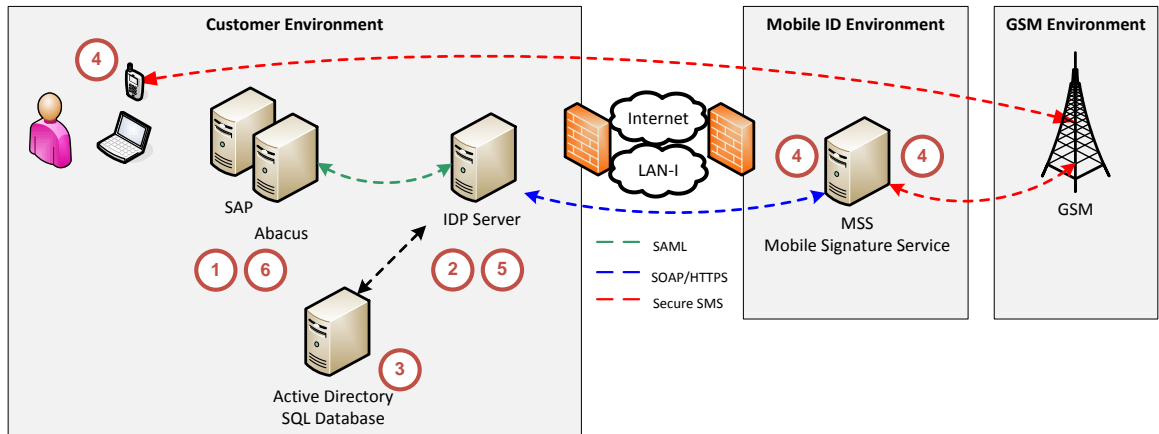 Customer Environment
Mobile ID Environment
GSM Environment
4
Internet
LAN-I
4
4
SAP
Abacus
IDP Server
MSS
Mobile Signature Service
GSM
1
6
2
5
SAML
SOAP/HTTPS
Secure SMS
3
Active Directory
SQL Database